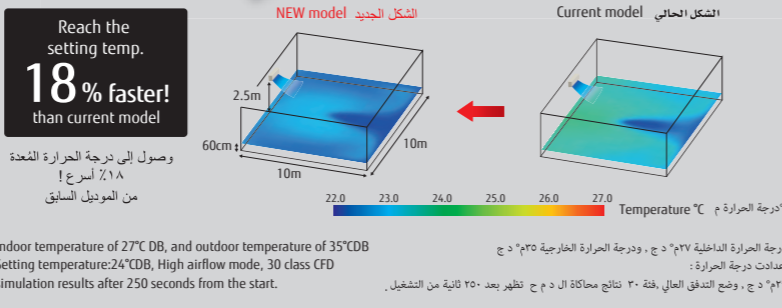 Reach the
setting temp.
18% faster!
than current model
وصول إلى درجة الحرارة المُعدة
١٨٪ أسرع !
من الموديل السابق
NEW model الشكل الجديد
2.5m
60cm
10m
10m
Current model الشكل الحالي
22.0 23.0 24.0 25.0 26.0 27.0
Temperature °C درجة الحرارة م°
ndoor temperature of 27°C DB, and outdoor temperature of 35°CDB
Setting temperature:24°CDB, High airflow mode, 30 class CFD
simulation results after 250 seconds from the start.
رجة الحرارة الداخلية ٢٧م° د ج , ودرجة الحرارة الخارجية ٣٥م° د ج
عدادت درجة الحرارة :
م° د ج , وضع التدفق العالي ,فئة ٣٠ نتائج محاكاة ال د م ح تظهر بعد ٢٥٠ ثانية من التشغيل .